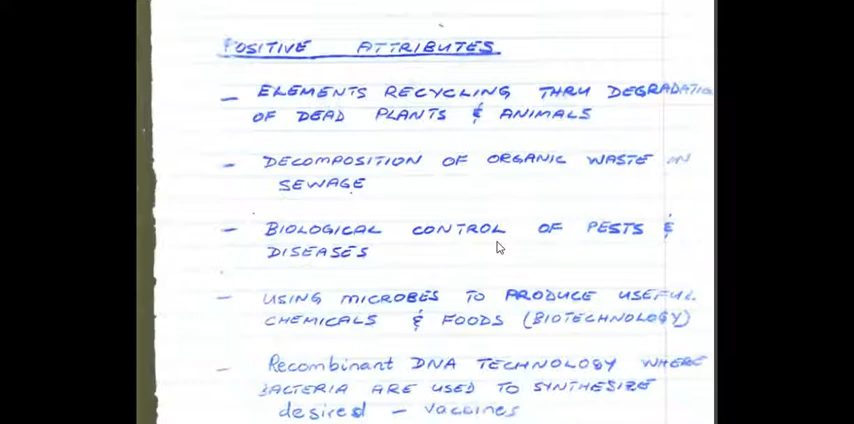 POSITIVE ATTRIBUTES
- ELEMENTS RECYCLING THRU DEGRADATION
OF DEAD PLANTS & ANIMALS
- DECOMPOSITION OF ORGANIC WASTE IN
SEWAGE
- BIOLOGICAL CONTROL OF PESTS &
DISEASES
- USING MICROBES TO PRODUCE USEFUL
CHEMICALS & FOODS (BIOTECHNOLOGY)
- Recombinant DNA TECHNOLOGY WHERE
BACTERIA ARE USED TO SYNTHESIZE
desired - vaccines